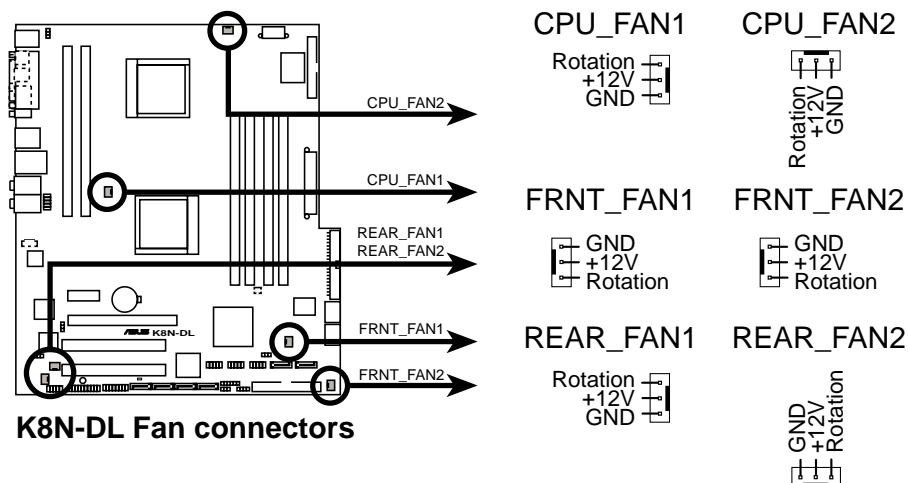 CPU_FAN1
CPU_FAN2
Rotation
+12V
GND
Rotation
+12V
GND
CPU_FAN2
CPU_FAN1
FRNT_FAN1
FRNT_FAN2
GND
+12V
Rotation
GND
+12V
Rotation
REAR_FAN1
REAR_FAN2
ASUS K8N-DL
FRNT_FAN1
FRNT_FAN2
REAR_FAN1
REAR_FAN2
Rotation
+12V
GND
GND
+12V
Rotation
K8N-DL Fan connectors